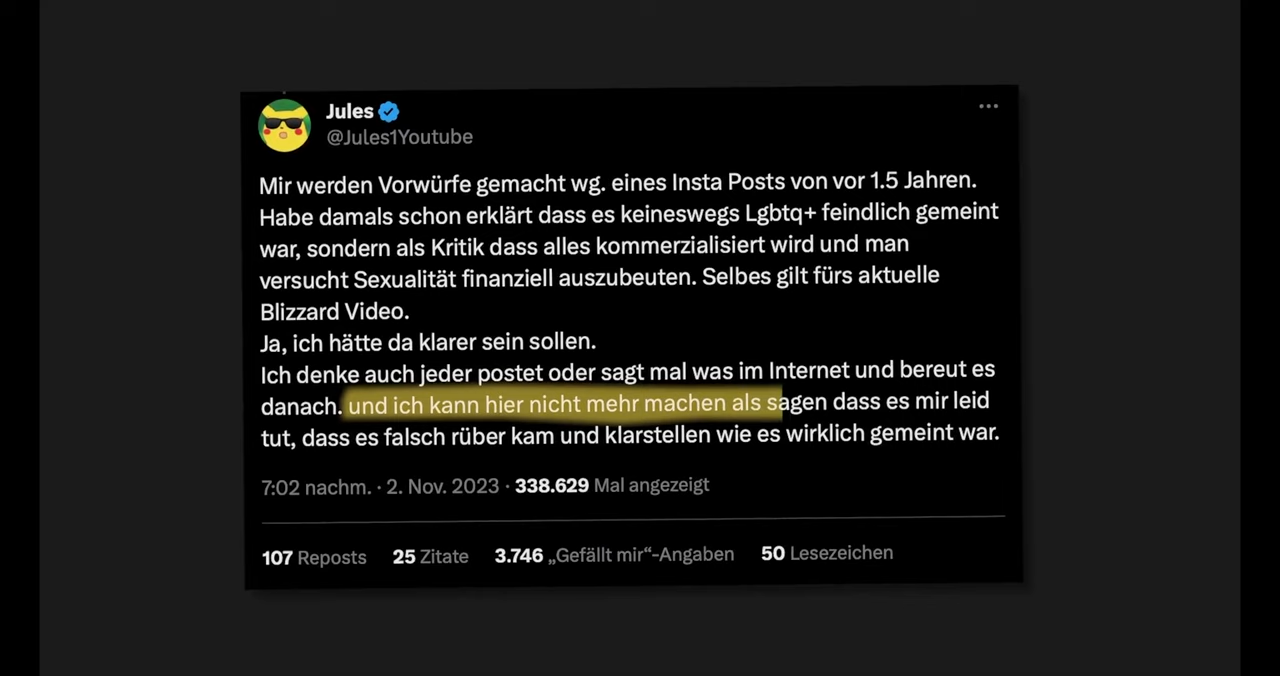 Jules
@Jules1Youtube
Mir werden Vorwürfe gemacht wg. eines Insta Posts von vor 1.5 Jahren.
Habe damals schon erklärt dass es keineswegs Lgbtq+ feindlich gemeint
war, sondern als Kritik dass alles kommerzialisiert wird und man
versucht Sexualität finanziell auszubeuten. Selbes gilt fürs aktuelle
Blizzard Video.
Ja, ich hätte da klarer sein sollen.
Ich denke auch jeder postet oder sagt mal was im Internet und bereut es
danach. und ich kann hier nicht mehr machen als sagen dass es mir leid
tut, dass es falsch rüber kam und klarstellen wie es wirklich gemeint war.
7:02 nachm. · 2. Nov. 2023 · 338.629 Mal angezeigt
107 Reposts 25 Zitate 3.746 „Gefällt mir“-Angaben 50 Lesezeichen